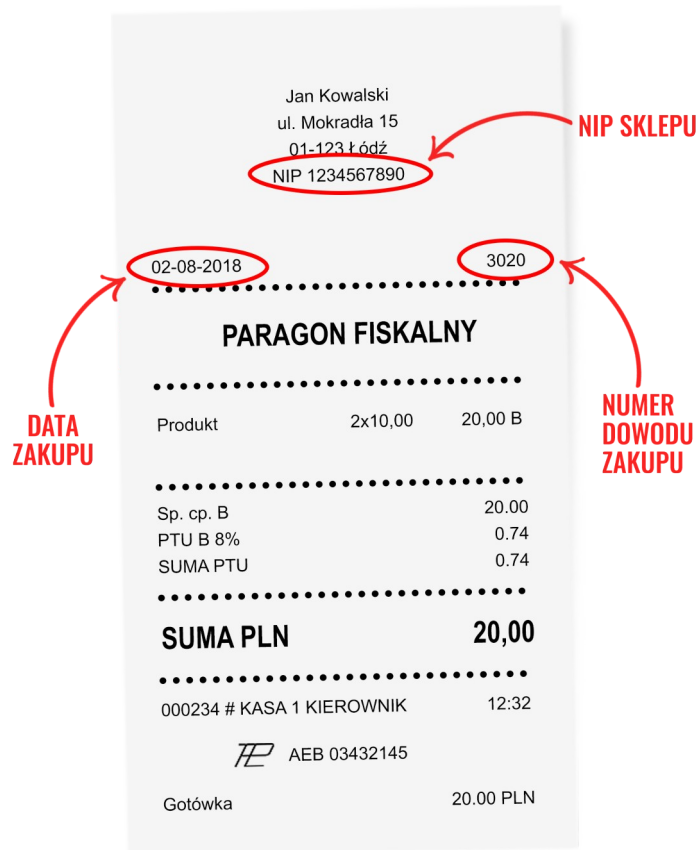 Jan Kowalski
ul. Mokradła 15
01-123 Łódź
NIP 1234567890
NIP SKLEPU
02-08-2018 3020
PARAGON FISKALNY
DATA
ZAKUPU
NUMER
DOWODU
ZAKUPU
Produkt 2x10,00 20,00 B
Sp. cp. B 20.00
PTU B 8% 0.74
SUMA PTU 0.74
SUMA PLN 20,00
000234 # KASA 1 KIEROWNIK 12:32
AEB 03432145
Gotówka 20.00 PLN